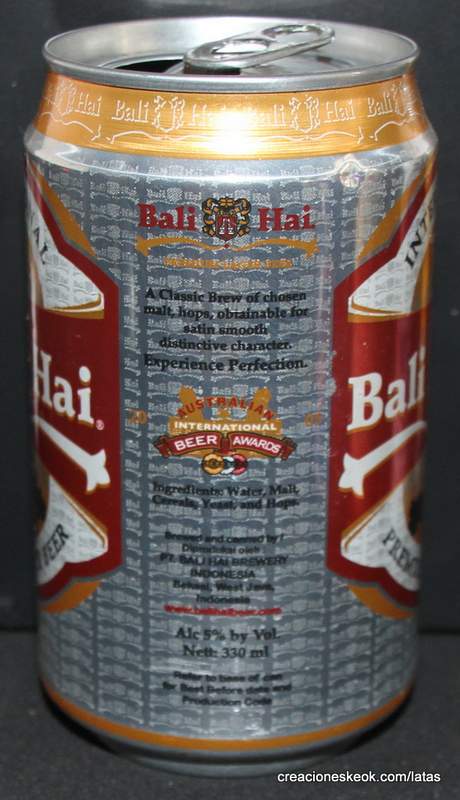 Bali Hai Bali Hai Bali
Bali Hai
A Classic Brew of chosen
malt, hops, obtainable for
satin smooth
distinctive character.
Experience Perfection.
Hai®
Bali
AUSTRALIAN
INTERNATIONAL
BEER AWARDS
Ingredients: Water, Malt,
Cereals, Yeast, and Hops.
BEER
Brewed and canned by /
Diproduksi oleh
PT. BALI HAI BREWERY
INDONESIA
Bekasi, West Java,
Indonesia
www.balihaibeer.com
Alc 5% by Vol.
Nett: 330 ml
Refer to base of can
for Best Before date and
Production Code
creacioneskeok.com/latas